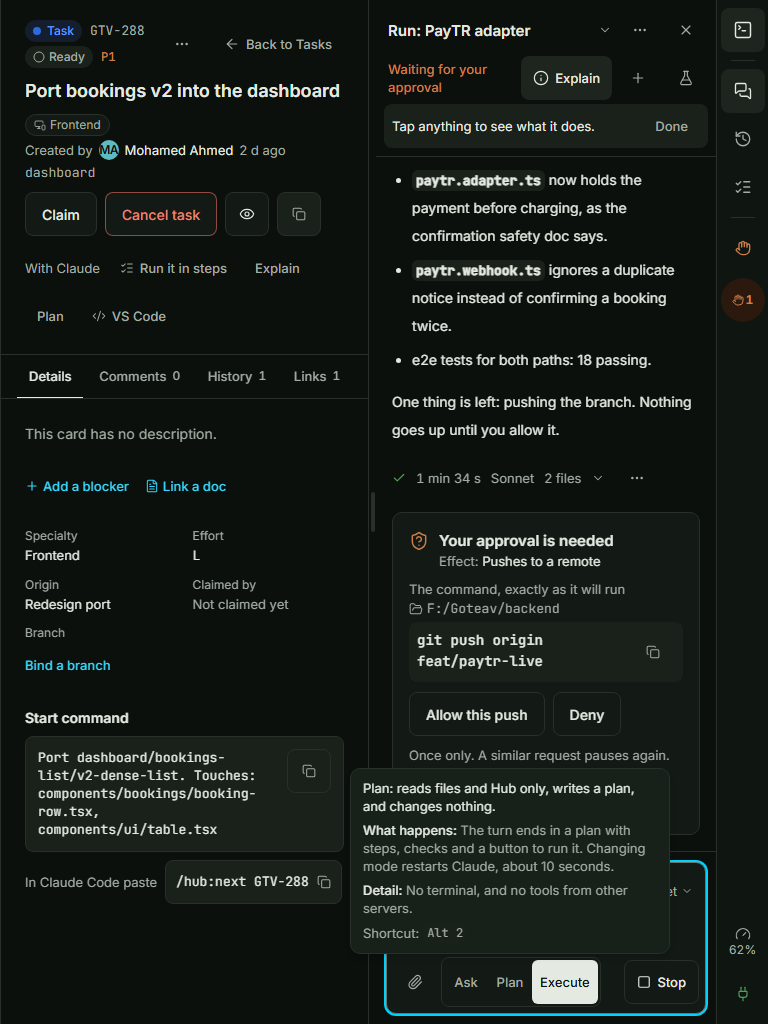 Task GTV-288
Ready P1
Back to Tasks
Port bookings v2 into the dashboard
Frontend
Created by MA Mohamed Ahmed 2 d ago
dashboard
Claim
Cancel task
With Claude
Run it in steps
Explain
Plan
VS Code
Details
Comments 0
History 1
Links 1
This card has no description.
Add a blocker
Link a doc
Specialty
Frontend
Effort
L
Origin
Redesign port
Claimed by
Not claimed yet
Branch
Bind a branch
Start command
Port dashboard/bookings-
list/v2-dense-list. Touches:
components/bookings/booking-
row.tsx,
components/ui/table.tsx
In Claude Code paste
/hub:next GTV-288
Run: PayTR adapter
Waiting for your
approval
Explain
Tap anything to see what it does.
Done
paytr.adapter.ts now holds the
payment before charging, as the
confirmation safety doc says.
paytr.webhook.ts ignores a duplicate
notice instead of confirming a booking
twice.
e2e tests for both paths: 18 passing.
One thing is left: pushing the branch. Nothing
goes up until you allow it.
1 min 34 s Sonnet 2 files
Your approval is needed
Effect: Pushes to a remote
The command, exactly as it will run
F:/Goteav/backend
git push origin
feat/paytr-live
Allow this push
Deny
Once only. A similar request pauses again.
Plan: reads files and Hub only, writes a plan,
and changes nothing.
What happens: The turn ends in a plan with
steps, checks and a button to run it. Changing
mode restarts Claude, about 10 seconds.
Detail: No terminal, and no tools from other
servers.
Shortcut: Alt 2
Ask
Plan
Execute
Stop
1
62%